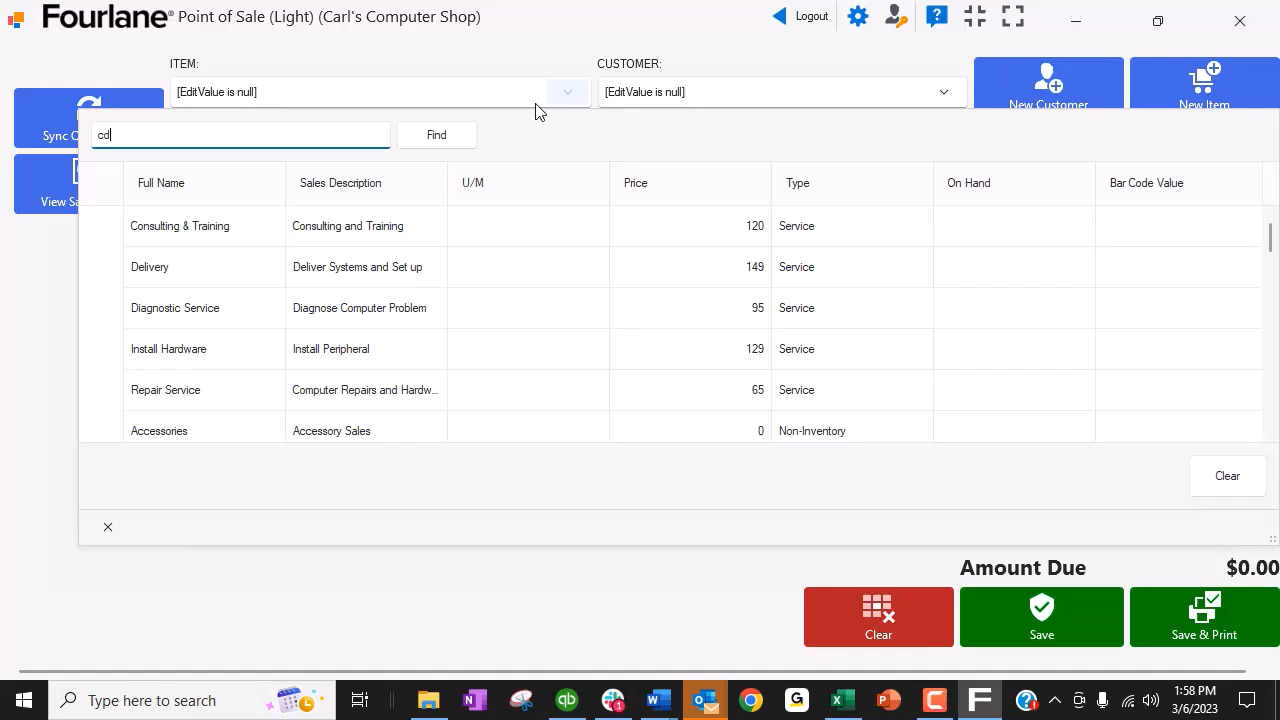 Fourlane® Point of Sale (Light) (Carl's Computer Shop)
Logout
ITEM:
CUSTOMER:
[EditValue is null]
[EditValue is null]
New Customer
New Item
Sync
View Sa
cd
Find
Full Name Sales Description U/M Price Type On Hand Bar Code Value
Consulting & Training Consulting and Training 120 Service
Delivery Deliver Systems and Set up 149 Service
Diagnostic Service Diagnose Computer Problem 95 Service
Install Hardware Install Peripheral 129 Service
Repair Service Computer Repairs and Hardw... 65 Service
Accessories Accessory Sales 0 Non-Inventory
Clear
Amount Due $0.00
Clear
Save
Save & Print
Type here to search
1:58 PM
3/6/2023